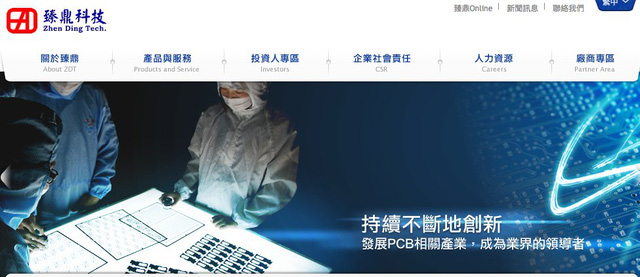 臻鼎科技
Zhen Ding Tech.
臻鼎Online | 新聞訊息 | 聯絡我們
繁中
關於臻鼎
About ZDT
產品與服務
Products and Service
投資人專區
Investors
企業社會責任
CSR
人力資源
Careers
廠商專區
Partner Area
持續不斷地創新
發展PCB相關產業，成為業界的領導者